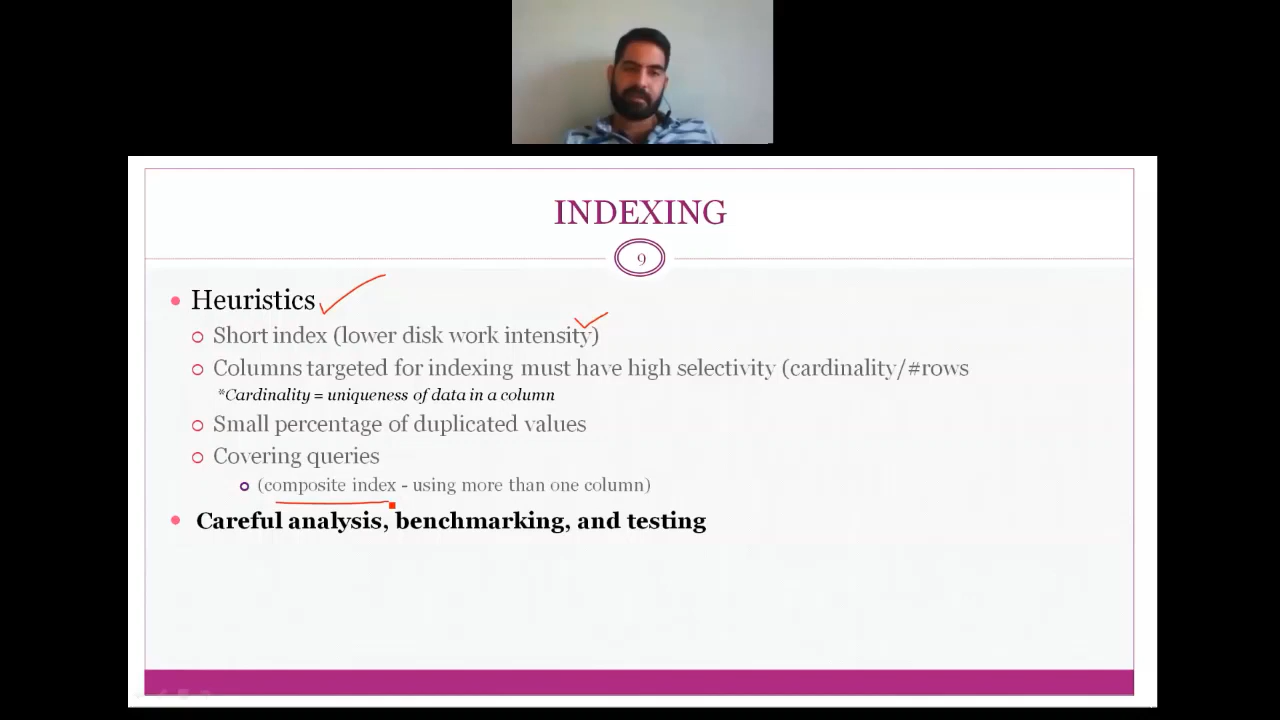 INDEXING
9
Heuristics
Short index (lower disk work intensity)
Columns targeted for indexing must have high selectivity (cardinality/#rows
*Cardinality = uniqueness of data in a column
Small percentage of duplicated values
Covering queries
(composite index - using more than one column)
Careful analysis, benchmarking, and testing